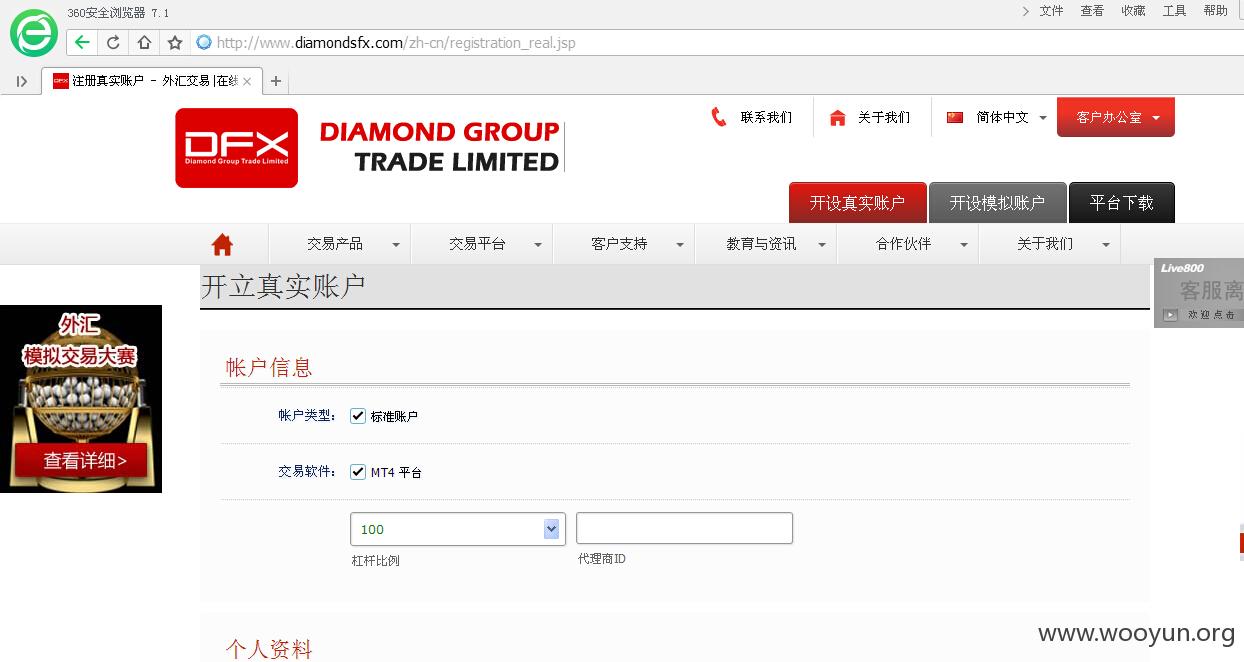 360安全浏览器 7.1
文件 查看 收藏 工具 帮助
http://www.diamondsfx.com/zh-cn/registration_real.jsp
DFX 注册真实账户 - 外汇交易|在线
DFX
Diamond Group Trade Limited
DIAMOND GROUP
TRADE LIMITED
联系我们
关于我们
简体中文
客户办公室
开设真实账户
开设模拟账户
平台下载
交易产品
交易平台
客户支持
教育与资讯
合作伙伴
关于我们
开立真实账户
Live800
客服离
欢迎点击
外汇
模拟交易大赛
查看详细>
帐户信息
帐户类型： 标准账户
交易软件： MT4 平台
100
杠杆比例
代理商ID
个人资料
www.wooyun.org